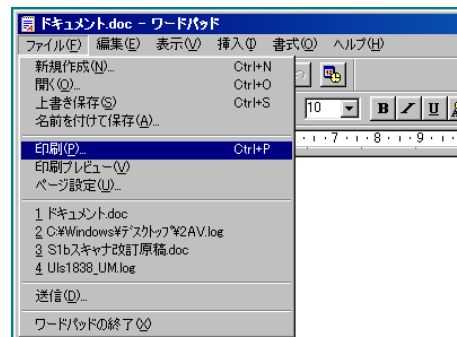 ドキュメント.doc - ワードパッド
ファイル(F) 編集(E) 表示(V) 挿入(I) 書式(O) ヘルプ(H)
新規作成(N)... Ctrl+N
開く(O)... Ctrl+O
上書き保存(S) Ctrl+S
名前を付けて保存(A)...
10 B I U
印刷(P)... Ctrl+P
7 8 9
印刷プレビュー(V)
ページ設定(U)...
1 ドキュメント.doc
2 C:¥Windows¥デスクトップ¥2AV.log
3 S1bスキャナ改訂原稿.doc
4 Uls1838_UM.log
送信(D)...
ワードパッドの終了(X)